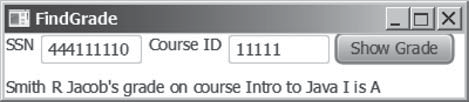 FindGrade
SSN 444111110 Course ID 11111 Show Grade
Smith R Jacob's grade on course Intro to Java I is A